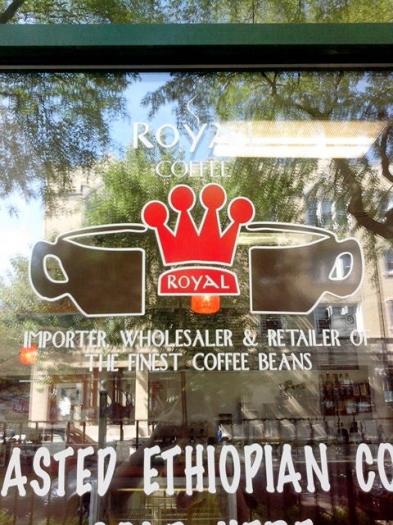 ROYAL
COFFEE
ROYAL
IMPORTER, WHOLESALER & RETAILER OF
THE FINEST COFFEE BEANS
ASTED ETHIOPIAN CO